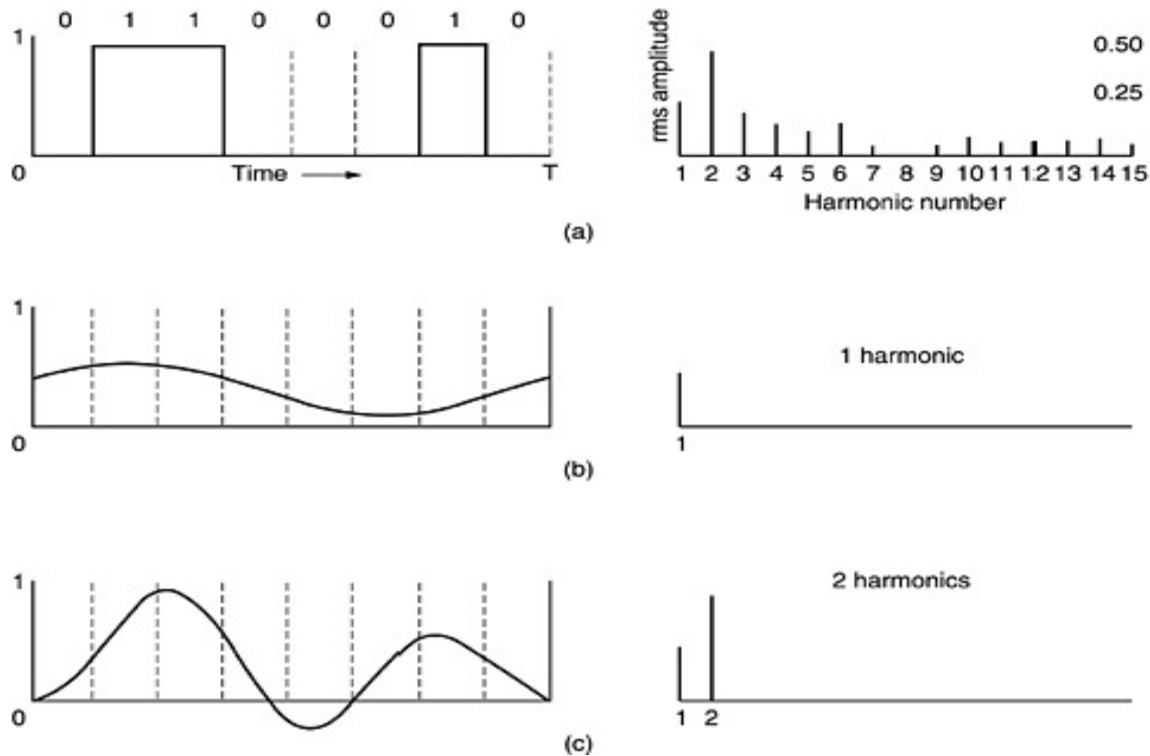 0 1 1 0 0 0 1 0
1
0
Time
T
rms amplitude
0.50
0.25
1 2 3 4 5 6 7 8 9 10 11 12 13 14 15
Harmonic number
(a)
1
0
1 harmonic
1
(b)
1
0
2 harmonics
1 2
(c)